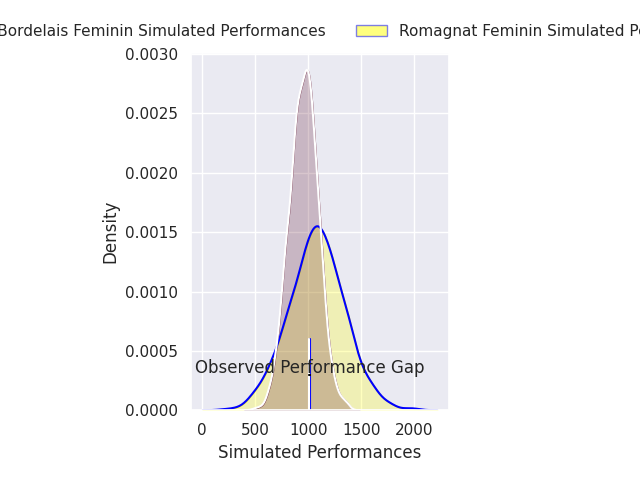 Bordelais Feminin Simulated Performances Romagnat Feminin Simulated
0.0030
0.0025
0.0020
0.0015
0.0010
0.0005
0.0000
Density
Observed Performance Gap
0 500 1000 1500 2000
Simulated Performances